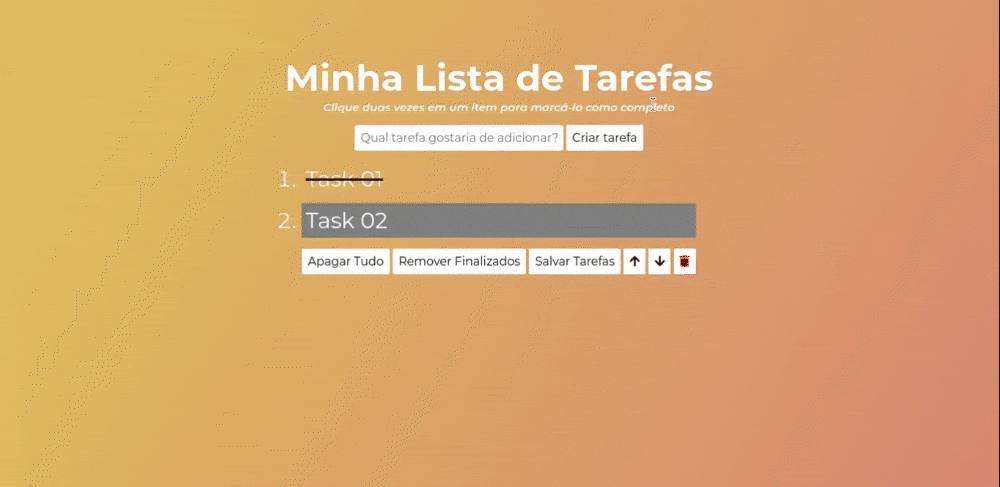 Minha Lista de Tarefas
Clique duas vezes em um item para marcá-lo como completo
Qual tarefa gostaria de adicionar? Criar tarefa
1. Task 01
2. Task 02
Apagar Tudo Remover Finalizados Salvar Tarefas